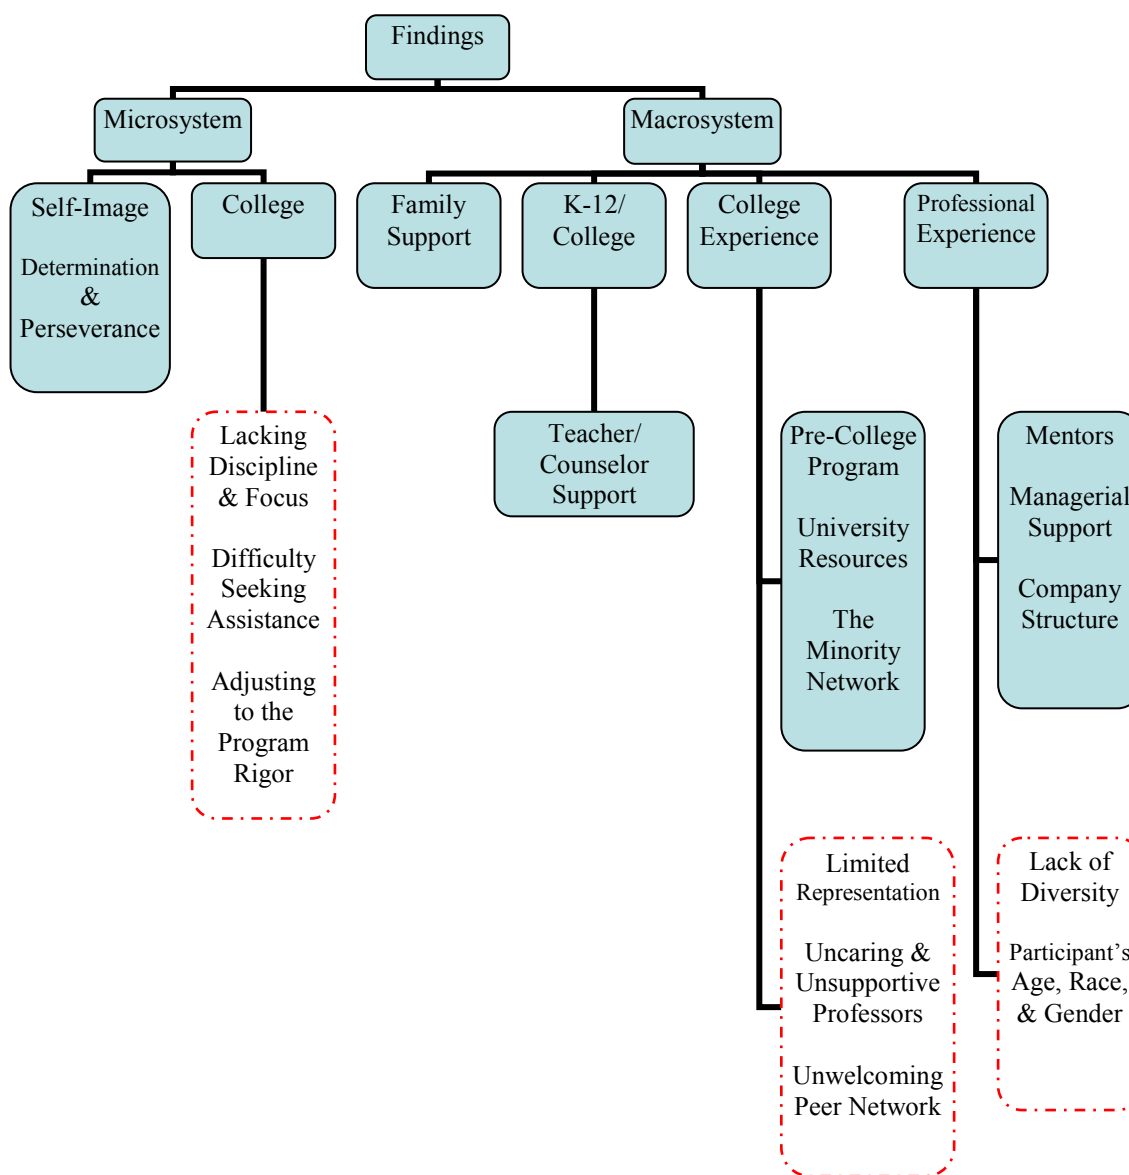 Findings
Microsystem
Macrosystem
Self-Image
Determination
&
Perseverance
College
Family
Support
K-12/
College
College
Experience
Professional
Experience
Lacking
Discipline
& Focus
Difficulty
Seeking
Assistance
Adjusting
to the
Program
Rigor
Teacher/
Counselor
Support
Pre-College
Program
University
Resources
The
Minority
Network
Mentors
Managerial
Support
Company
Structure
Limited
Representation
Uncaring &
Unsupportive
Professors
Unwelcoming
Peer Network
Lack of
Diversity
Participant's
Age, Race,
& Gender